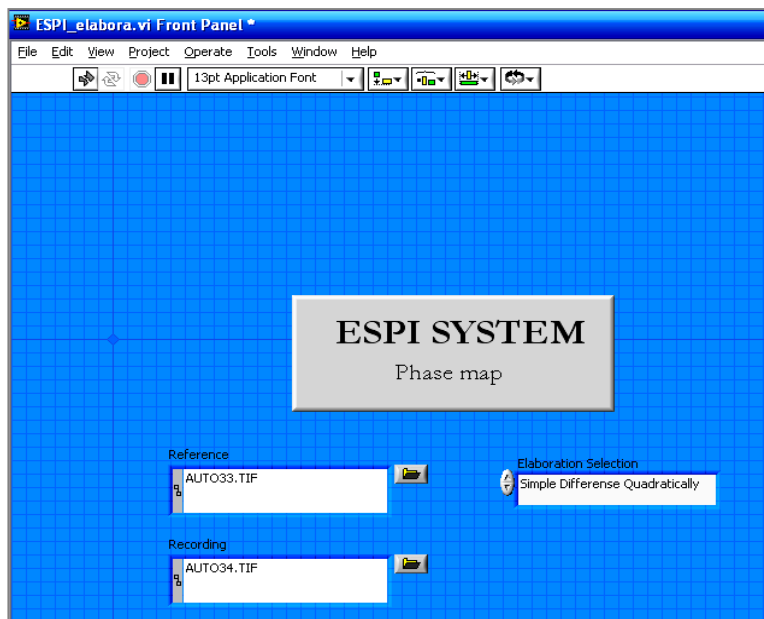 ESPI_elabora.vi Front Panel *
File Edit View Project Operate Tools Window Help
13pt Application Font
ESPI SYSTEM
Phase map
Reference
AUTO33.TIF
Elaboration Selection
Simple Differense Quadratically
Recording
AUTO34.TIF